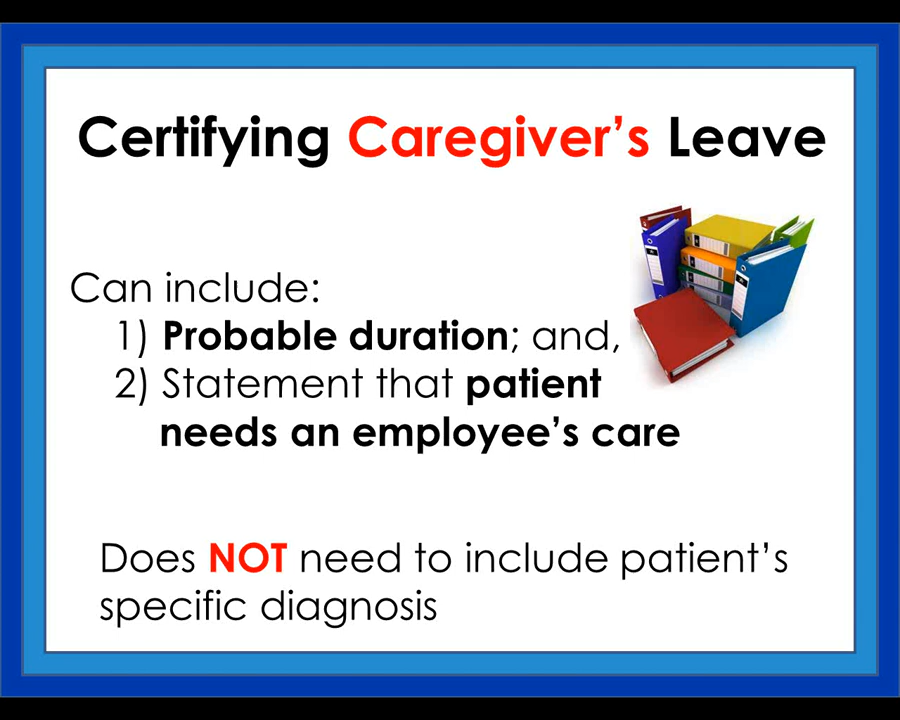 Certifying Caregiver’s Leave
Can include:
1) Probable duration; and,
2) Statement that patient
needs an employee’s care
Does NOT need to include patient’s
specific diagnosis